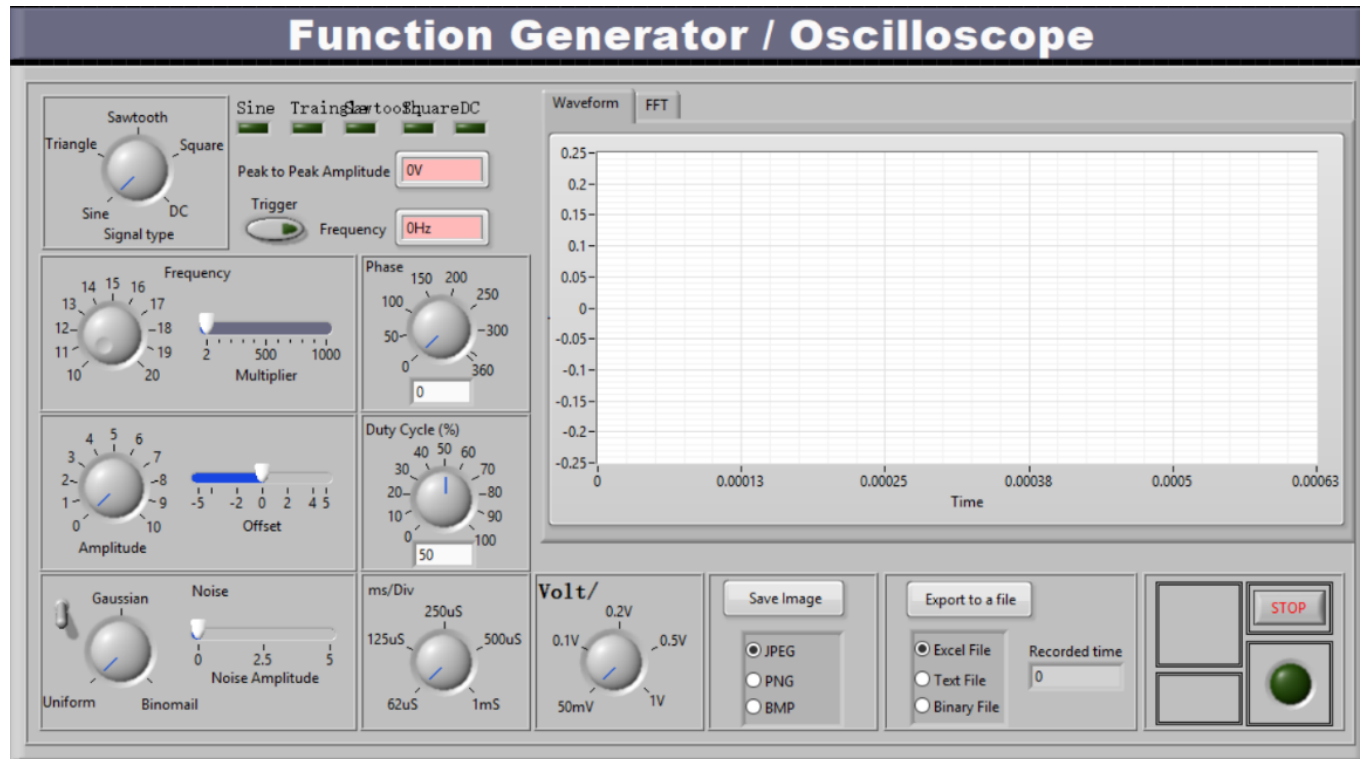 Function Generator / Oscilloscope
Sawtooth
Triangle
Square
Sine
DC
Signal type
Sine Traingle Sawtooth Square DC
Peak to Peak Amplitude 0V
Trigger
Frequency 0Hz
Waveform FFT
0.25
0.2
0.15
0.1
0.05
0
-0.05
-0.1
-0.15
-0.2
-0.25
0 0.00013 0.00025 0.00038 0.0005 0.00063
Time
Frequency
14 15 16
13 17
12 18
11 19
10 20
2 500 1000
Multiplier
Phase
150 200
100 250
50 300
0 360
0
4 5 6
3 7
2 8
1 9
0 10
Amplitude
-5 -2 0 2 4 5
Offset
Duty Cycle (%)
40 50 60
30 70
20 80
10 90
0 100
50
Noise
Gaussian
Uniform Binomail
0 2.5 5
Noise Amplitude
ms/Div
250uS
125uS 500uS
62uS 1mS
Volt/
0.2V
0.1V 0.5V
50mV 1V
Save Image
JPEG
PNG
BMP
Export to a file
Excel File
Text File
Binary File
Recorded time
0
STOP